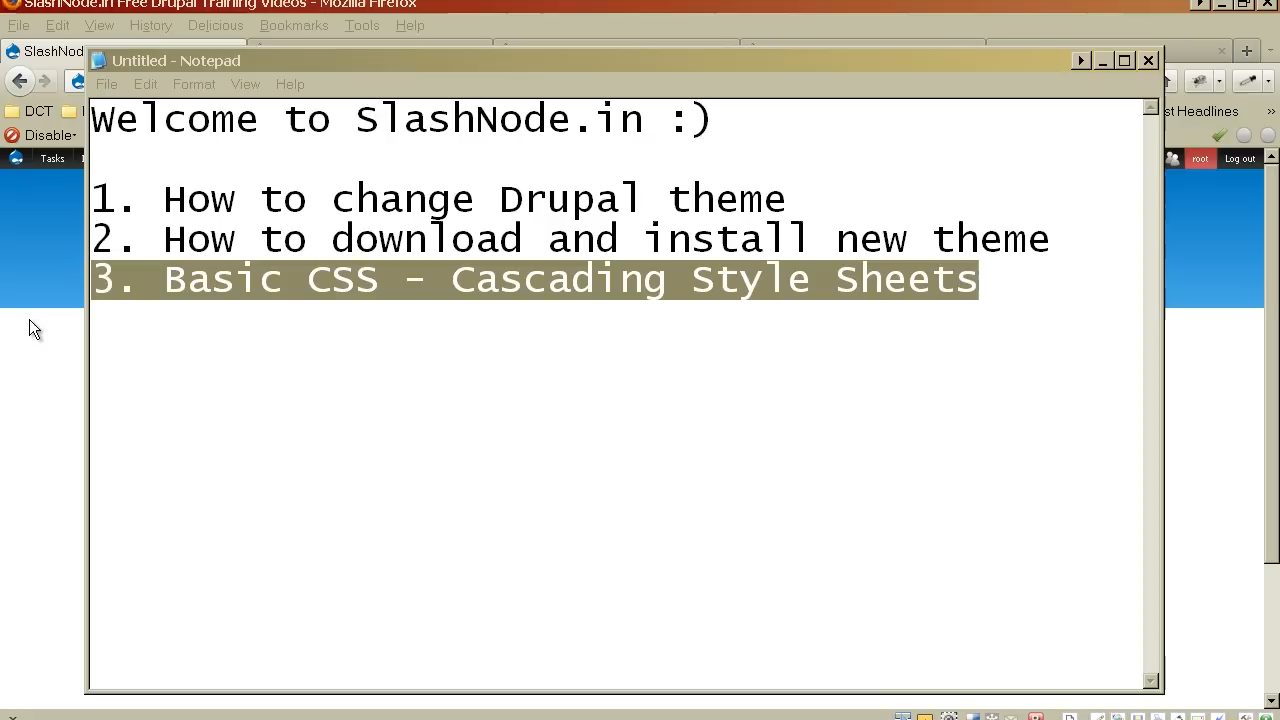 SlashNode.in Free Drupal Training Videos - Mozilla Firefox
File Edit View History Delicious Bookmarks Tools Help
SlashNod
Untitled - Notepad
File Edit Format View Help
DCT
st Headlines
Disable
Tasks
root
Log out
Welcome to SlashNode.in :)
1. How to change Drupal theme
2. How to download and install new theme
3. Basic CSS - Cascading Style Sheets